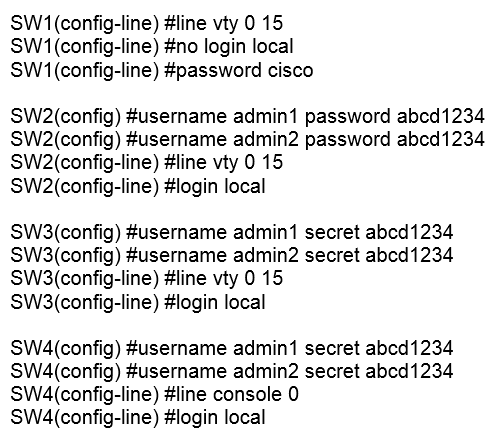 SW1(config-line) #line vty 0 15
SW1(config-line) #no login local
SW1(config-line) #password cisco
SW2(config) #username admin1 password abcd1234
SW2(config) #username admin2 password abcd1234
SW2(config-line) #line vty 0 15
SW2(config-line) #login local
SW3(config) #username admin1 secret abcd1234
SW3(config) #username admin2 secret abcd1234
SW3(config-line) #line vty 0 15
SW3(config-line) #login local
SW4(config) #username admin1 secret abcd1234
SW4(config) #username admin2 secret abcd1234
SW4(config-line) #line console 0
SW4(config-line) #login local